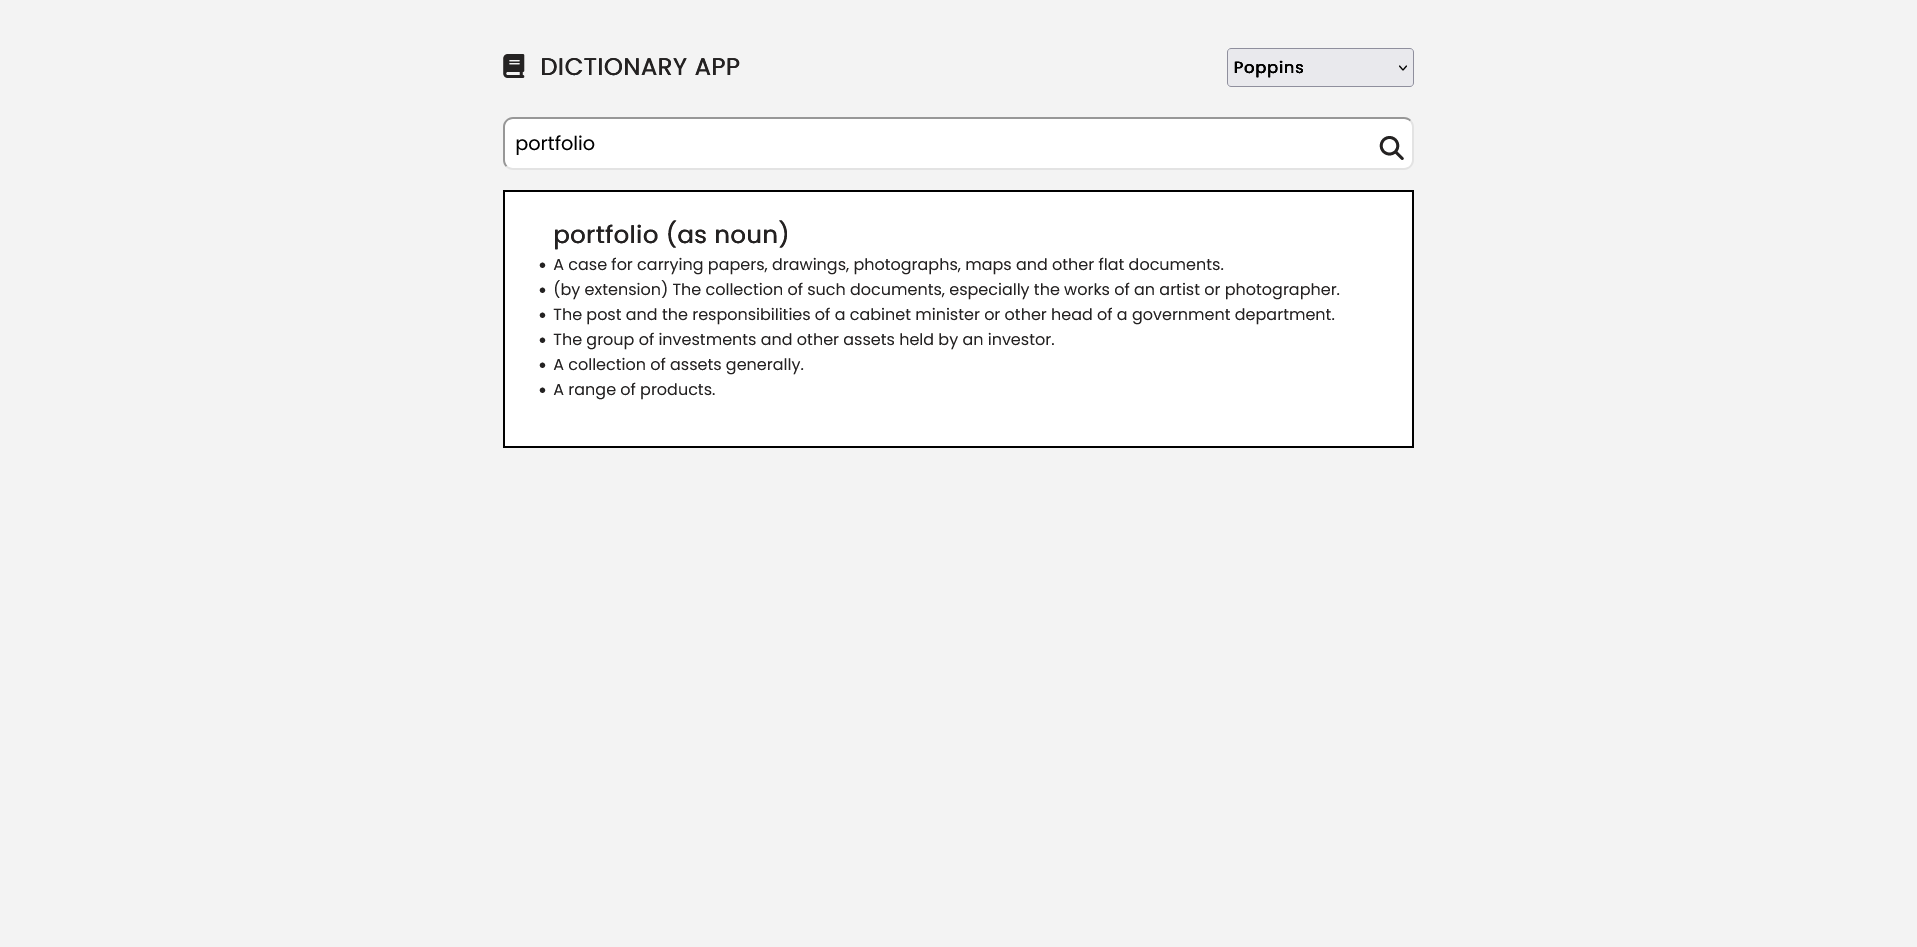 DICTIONARY APP
Poppins
portfolio
portfolio (as noun)
• A case for carrying papers, drawings, photographs, maps and other flat documents.
• (by extension) The collection of such documents, especially the works of an artist or photographer.
• The post and the responsibilities of a cabinet minister or other head of a government department.
• The group of investments and other assets held by an investor.
• A collection of assets generally.
• A range of products.